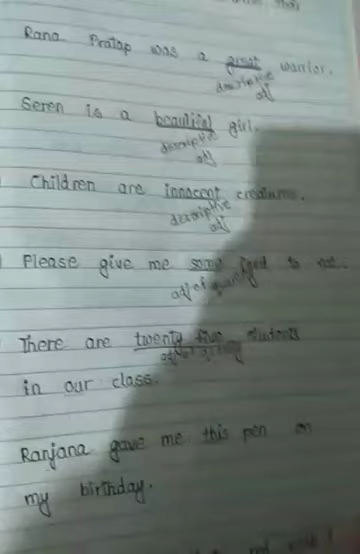 Rana Pratap was a great warrior.
descriptive
adj
Seren is a beautiful girl.
descriptive
adj
Children are innocent creatures.
descriptive
adj
Please give me some food to
adj of quantity
There are twenty five students
in our class.
Ranjana gave me this pen on
my birthday.